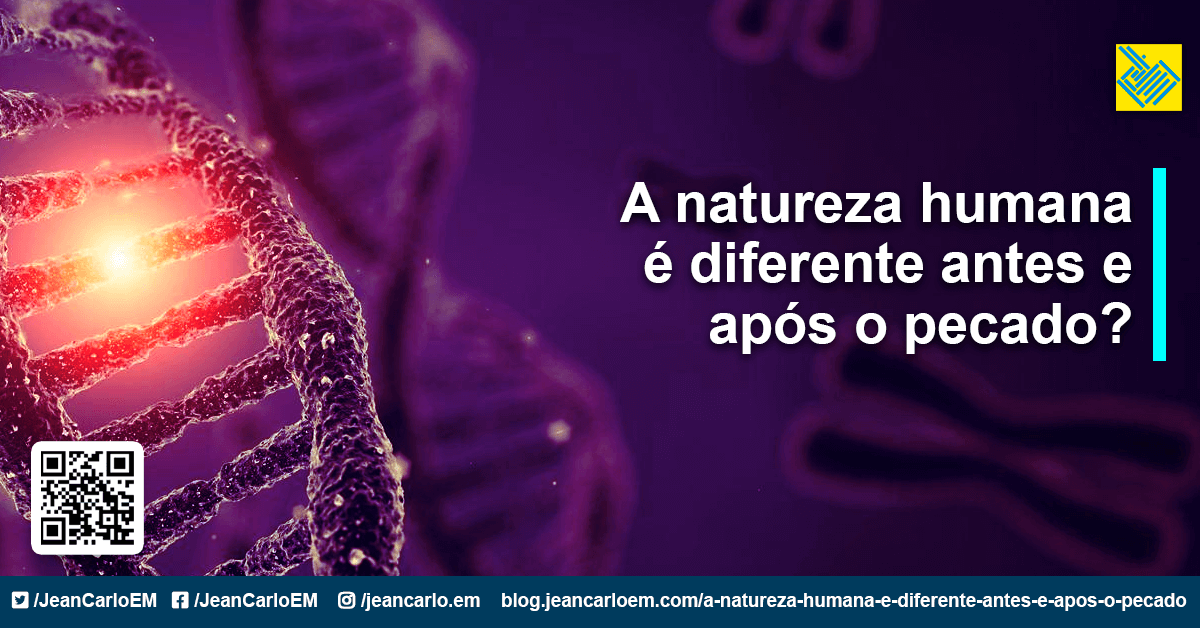 A natureza humana
é diferente antes e
após o pecado?
/JeanCarloEM /JeanCarloEM /jeancarlo.em blog.jeancarloem.com/a-natureza-humana-e-diferente-antes-e-apos-o-pecado